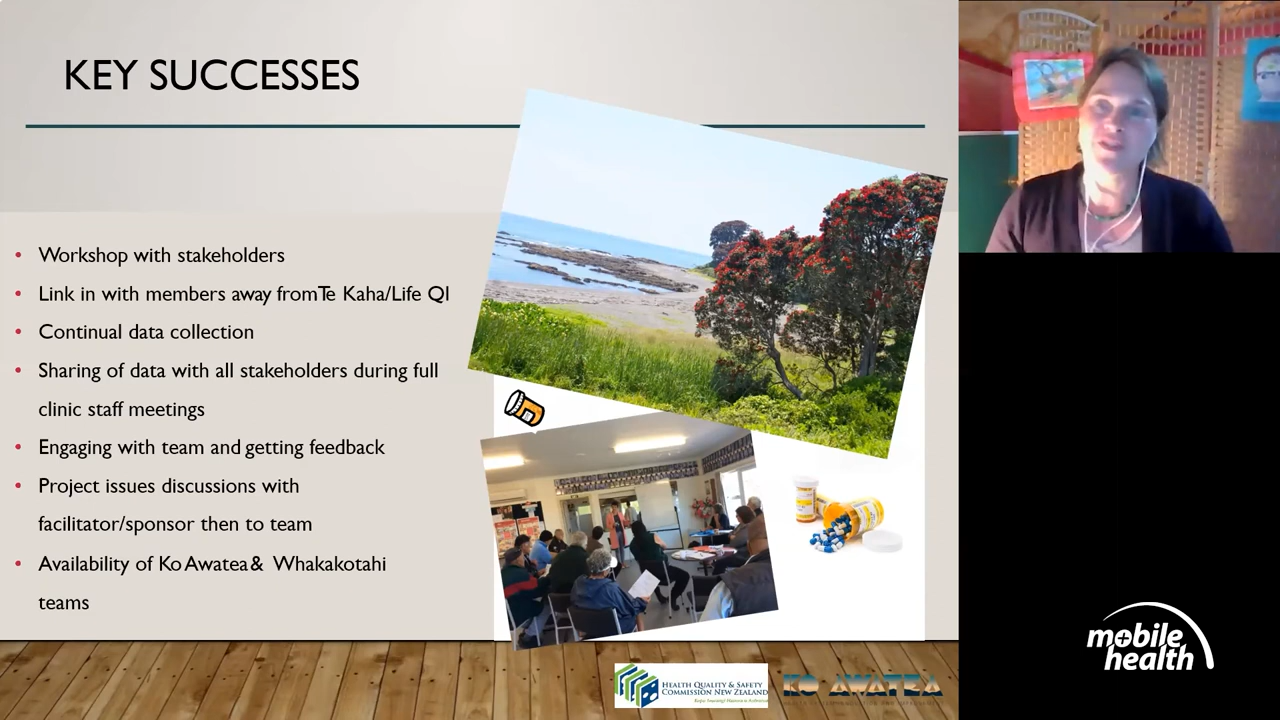 KEY SUCCESSES
• Workshop with stakeholders
• Link in with members away fromTe Kaha/Life QI
• Continual data collection
• Sharing of data with all stakeholders during full
clinic staff meetings
• Engaging with team and getting feedback
• Project issues discussions with
facilitator/sponsor then to team
• Availability of Ko Awatea & Whakakotahi
teams
HEALTH QUALITY & SAFETY
COMMISSION NEW ZEALAND
KO AWATEA
mobile
health